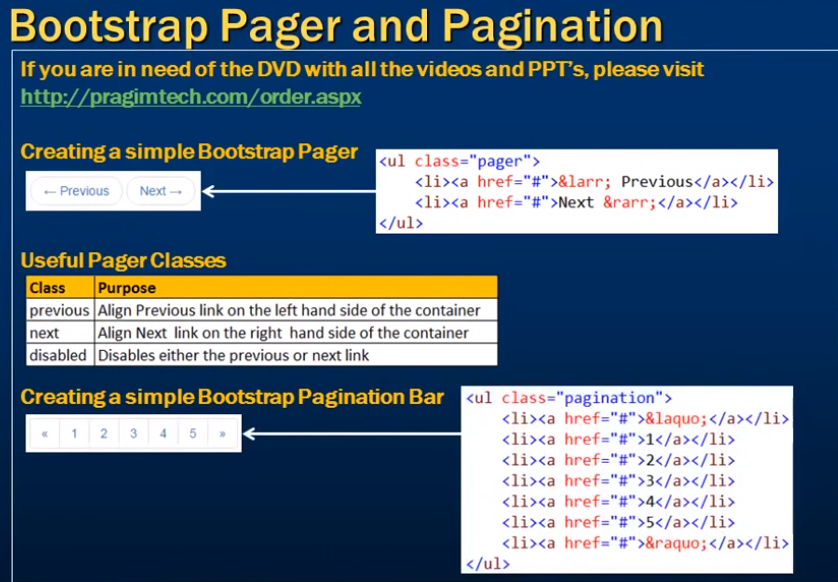 Bootstrap Pager and Pagination
If you are in need of the DVD with all the videos and PPT's, please visit
http://pragimtech.com/order.aspx
Creating a simple Bootstrap Pager
← Previous Next →
<ul class="pager">
<li><a href="#">&larr; Previous</a></li>
<li><a href="#">Next &rarr;</a></li>
</ul>
Useful Pager Classes
Class Purpose
previous Align Previous link on the left hand side of the container
next Align Next link on the right hand side of the container
disabled Disables either the previous or next link
Creating a simple Bootstrap Pagination Bar
« 1 2 3 4 5 »
<ul class="pagination">
<li><a href="#">&laquo;</a></li>
<li><a href="#">1</a></li>
<li><a href="#">2</a></li>
<li><a href="#">3</a></li>
<li><a href="#">4</a></li>
<li><a href="#">5</a></li>
<li><a href="#">&raquo;</a></li>
</ul>